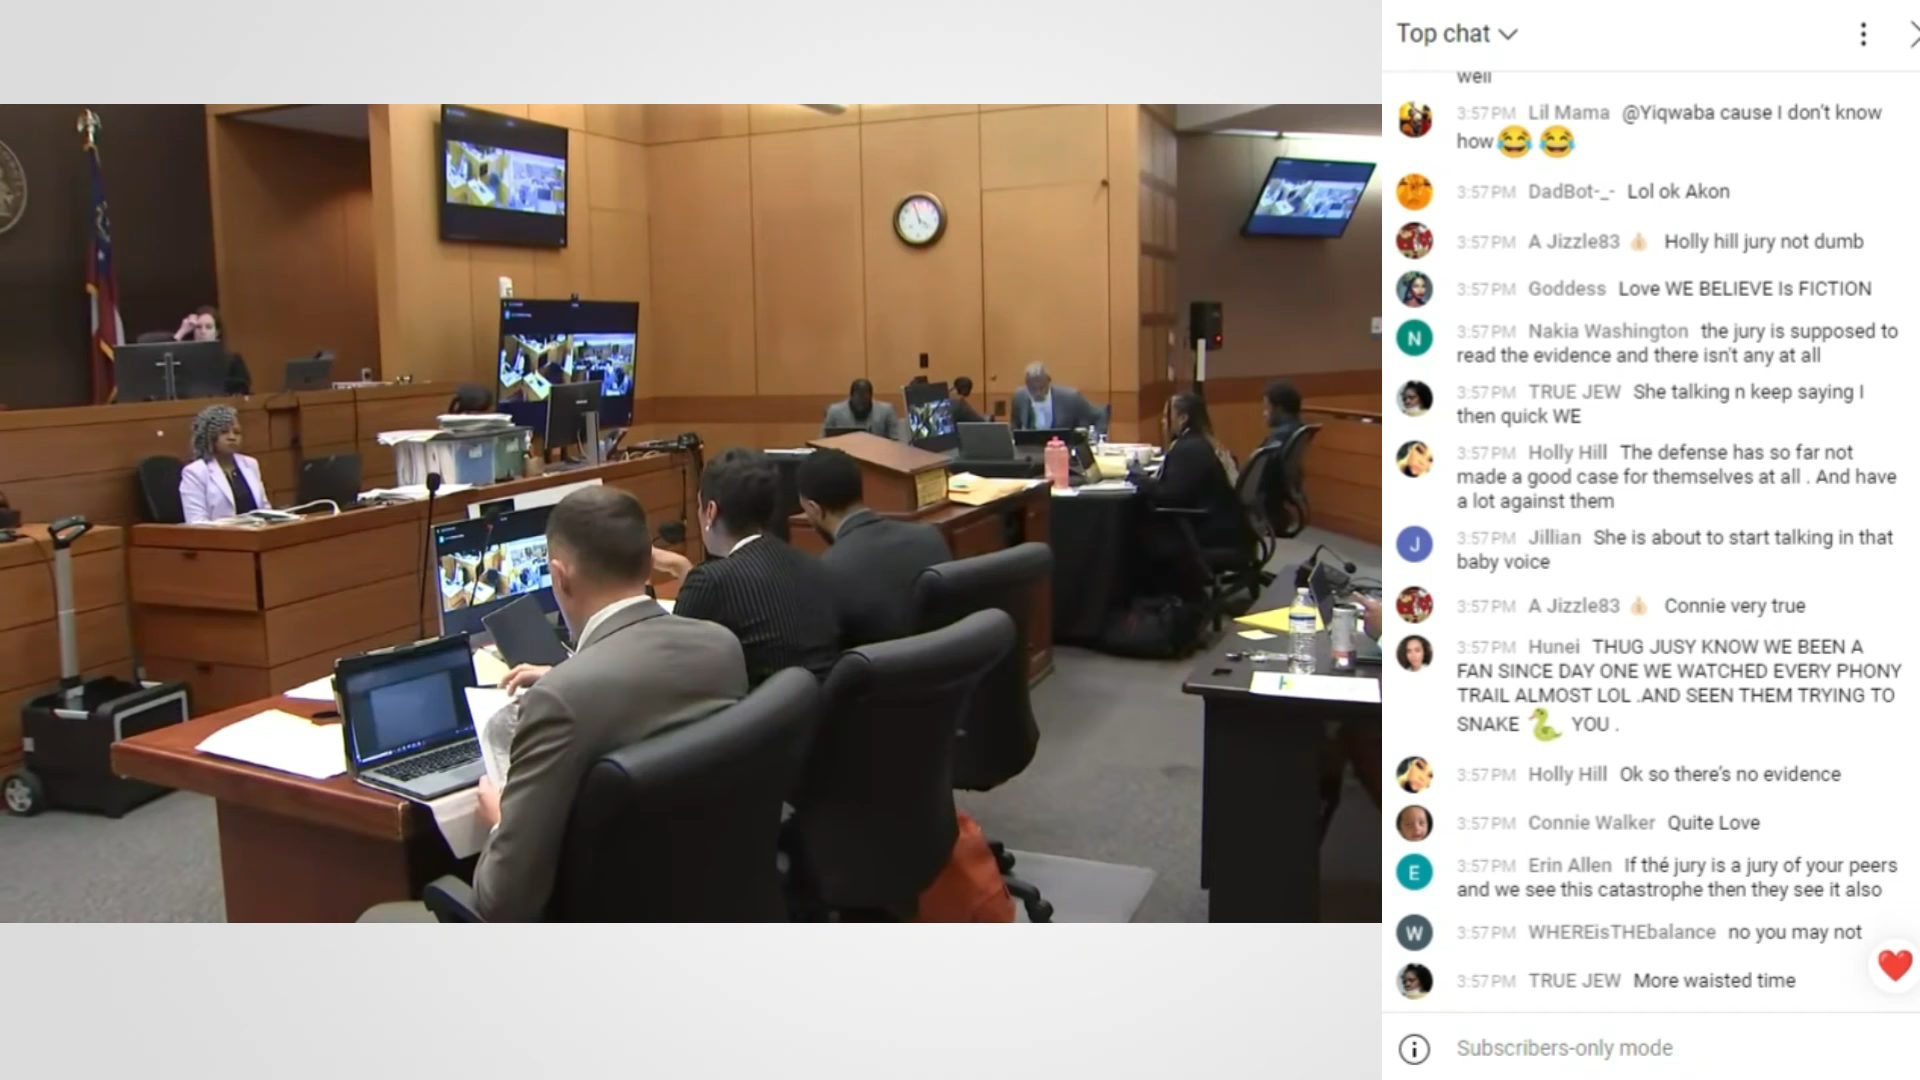 Top chat
well
3:57 PM Lil Mama @Yiqwaba cause I don't know
how😂 😂
3:57 PM DadBot-_- Lol ok Akon
3:57 PM A Jizzle83 👍🏻 Holly hill jury not dumb
3:57 PM Goddess Love WE BELIEVE Is FICTION
N
3:57 PM Nakia Washington the jury is supposed to
read the evidence and there isn't any at all
3:57 PM TRUE JEW She talking n keep saying I
then quick WE
3:57 PM Holly Hill The defense has so far not
made a good case for themselves at all . And have
a lot against them
J
3:57 PM Jillian She is about to start talking in that
baby voice
3:57 PM A Jizzle83 👍🏻 Connie very true
3:57 PM Hunei THUG JUSY KNOW WE BEEN A
FAN SINCE DAY ONE WE WATCHED EVERY PHONY
TRAIL ALMOST LOL .AND SEEN THEM TRYING TO
SNAKE 🐍 YOU .
3:57 PM Holly Hill Ok so there's no evidence
3:57 PM Connie Walker Quite Love
E
3:57 PM Erin Allen If thé jury is a jury of your peers
and we see this catastrophe then they see it also
W
3:57 PM WHEREisTHEbalance no you may not
3:57 PM TRUE JEW More waisted time
Subscribers-only mode